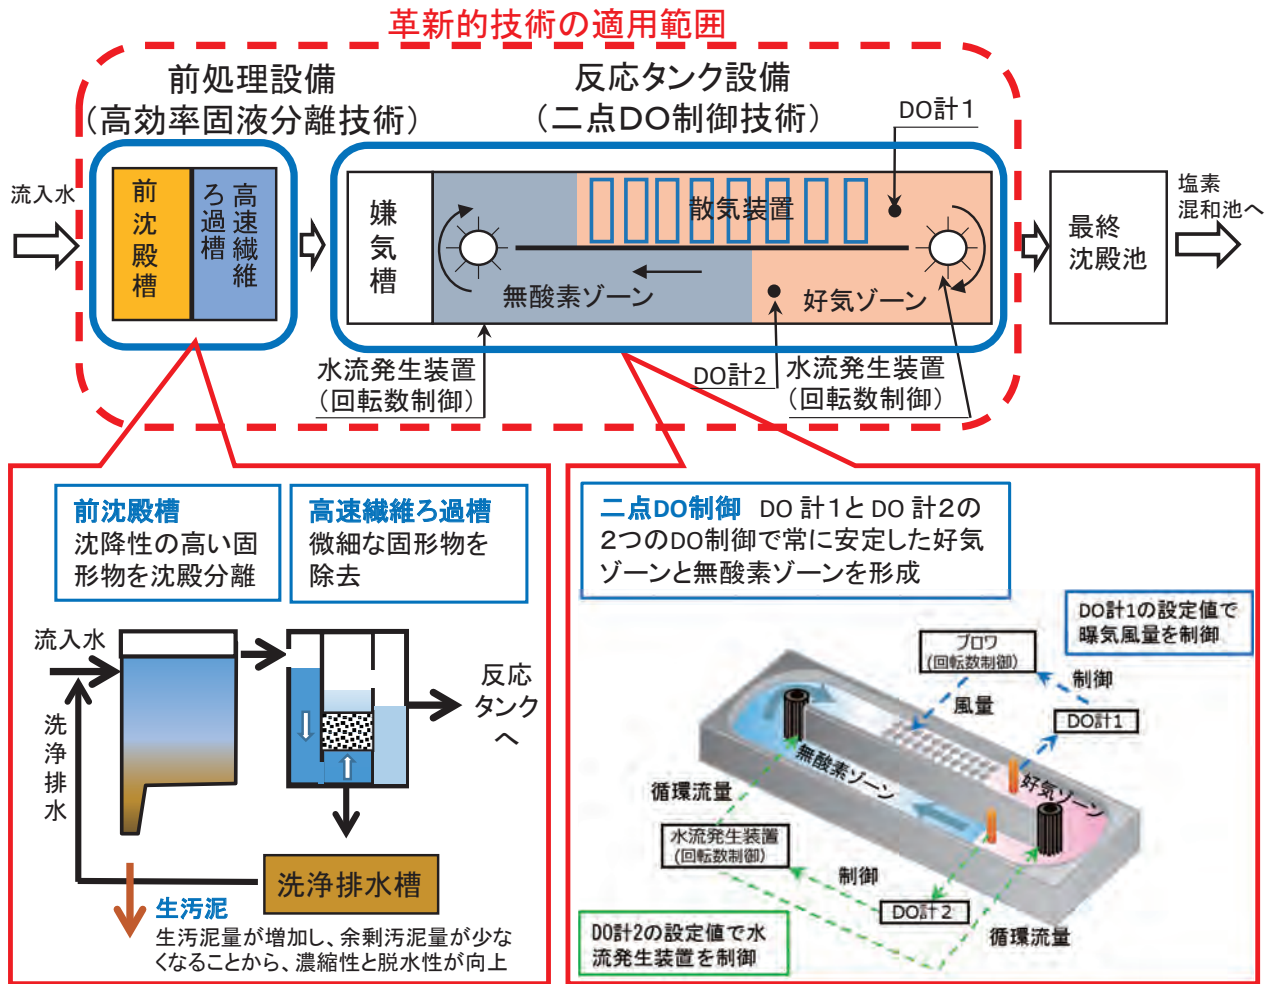 革新的技術の適用範囲
前処理設備
（高効率固液分離技術）
反応タンク設備
（二点DO制御技術）
DO計1
流入水
前沈殿槽
高速繊維
ろ過槽
嫌気槽
散気装置
無酸素ゾーン
好気ゾーン
最終
沈殿池
塩素
混和池へ
水流発生装置
（回転数制御）
DO計2
水流発生装置
（回転数制御）
前沈殿槽
沈降性の高い固
形物を沈殿分離
高速繊維ろ過槽
微細な固形物を
除去
流入水
洗浄排水
反応
タンク
へ
洗浄排水槽
生汚泥
生汚泥量が増加し、余剰汚泥量が少な
くなることから、濃縮性と脱水性が向上
二点DO制御 DO計1とDO計2の
2つのDO制御で常に安定した好気
ゾーンと無酸素ゾーンを形成
DO計1の設定値で
曝気風量を制御
ブロワ
(回転数制御)
制御
風量
DO計1
無酸素ゾーン
好気ゾーン
循環流量
水流発生装置
(回転数制御)
制御
DO計2
循環流量
DO計2の設定値で水
流発生装置を制御